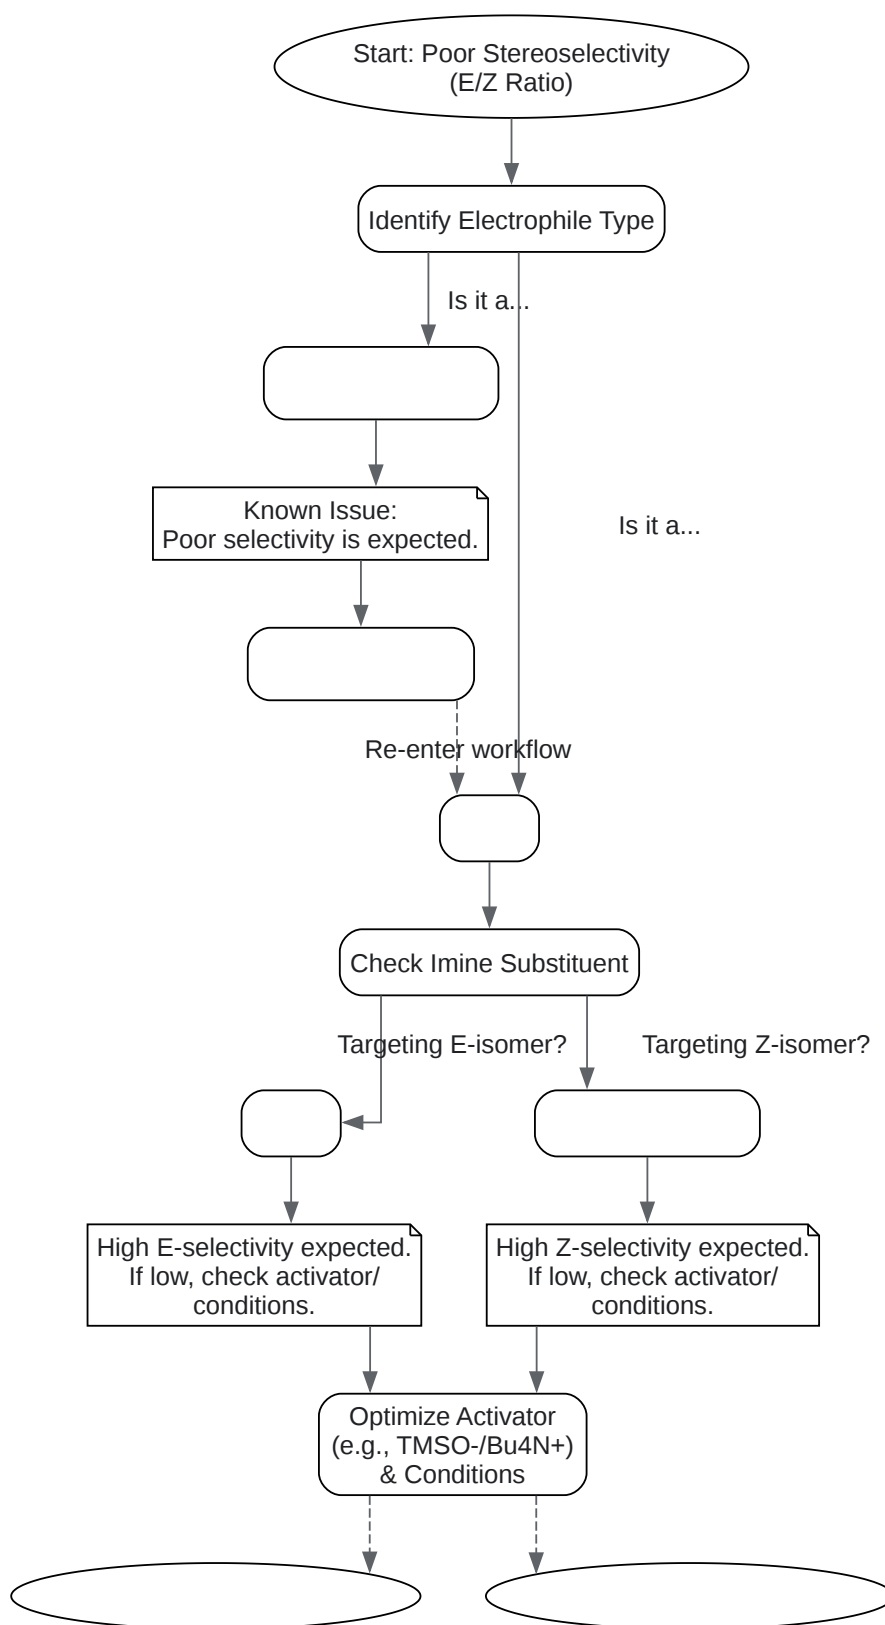 Start: Poor Stereoselectivity
(E/Z Ratio)
Identify Electrophile Type
Is it a...
Known Issue:
Poor selectivity is expected.
Is it a...
Re-enter workflow
Check Imine Substituent
Targeting E-isomer?
Targeting Z-isomer?
High E-selectivity expected.
If low, check activator/
conditions.
High Z-selectivity expected.
If low, check activator/
conditions.
Optimize Activator
(e.g., TMSO-/Bu4N+)
& Conditions